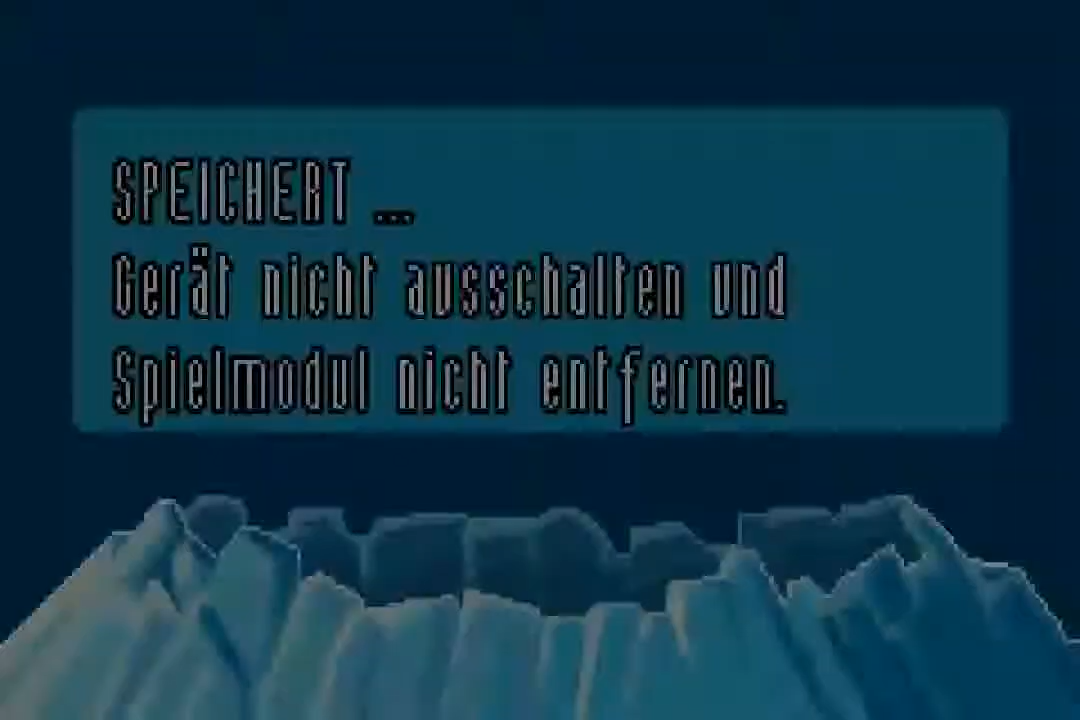 SPEICHERT ...
Gerät nicht ausschalten und
Spielmodul nicht entfernen.